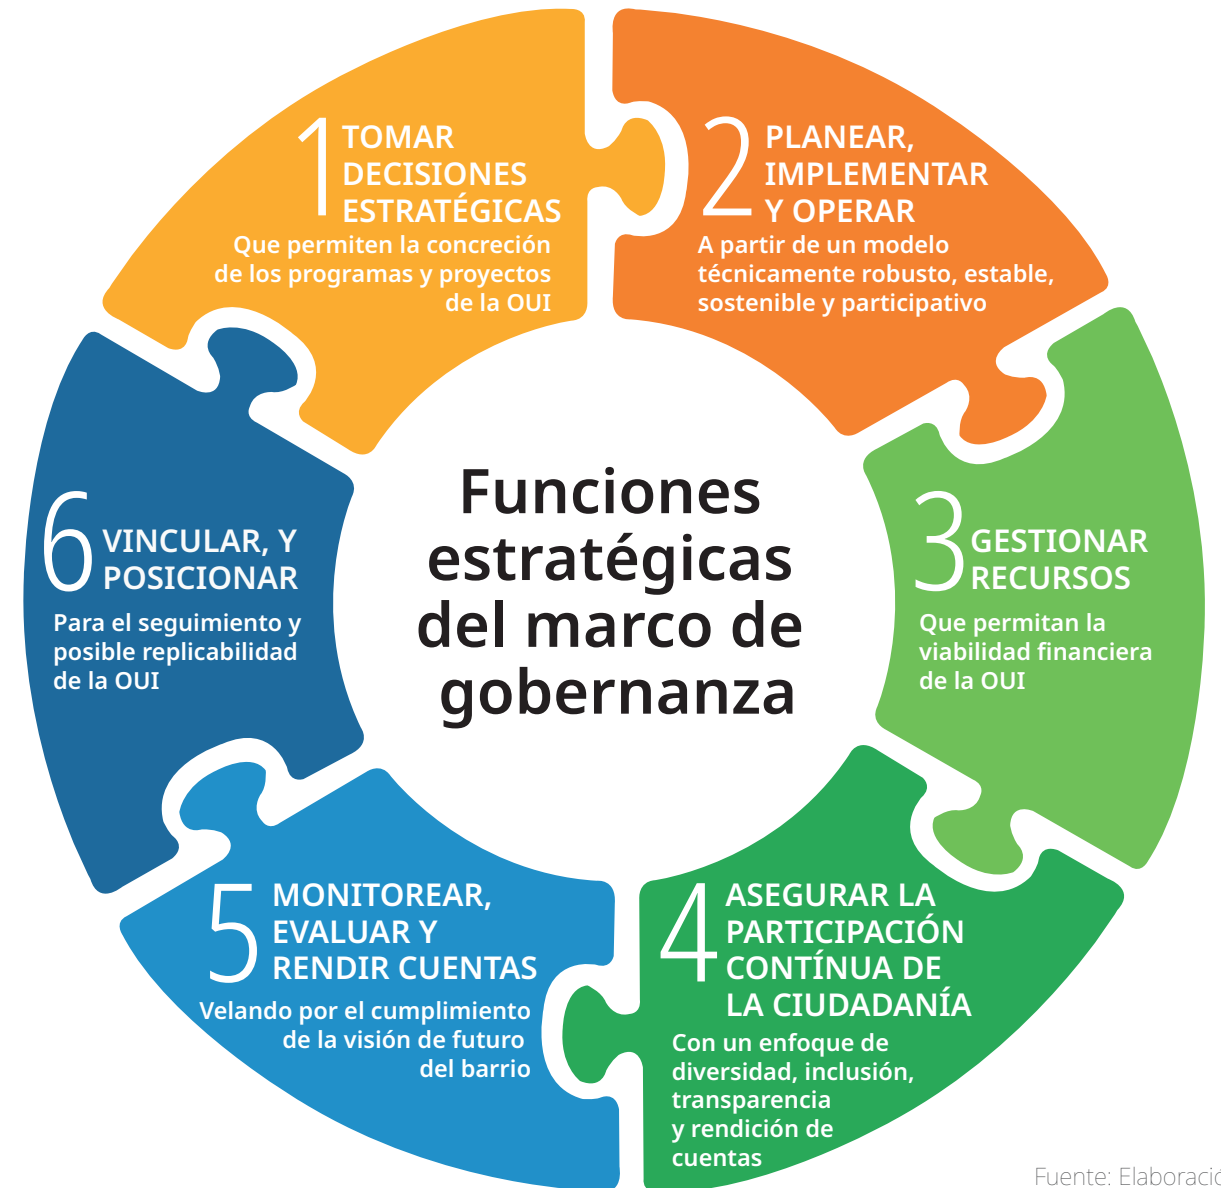 1
TOMAR
DECISIONES
ESTRATÉGICAS
Que permiten la concreción
de los programas y proyectos
de la OUI
2
PLANEAR,
IMPLEMENTAR
Y OPERAR
A partir de un modelo
técnicamente robusto, estable,
sostenible y participativo
3
GESTIONAR
RECURSOS
Que permitan la
viabilidad financiera
de la OUI
4
ASEGURAR LA
PARTICIPACIÓN
CONTÍNUA DE
LA CIUDADANÍA
Con un enfoque de
diversidad, inclusión,
transparencia
y rendición de
cuentas
5
MONITOREAR,
EVALUAR Y
RENDIR CUENTAS
Velando por el cumplimiento
de la visión de futuro
del barrio
6
VINCULAR, Y
POSICIONAR
Para el seguimiento y
posible replicabilidad
de la OUI
Funciones
estratégicas
del marco de
gobernanza
Fuente: Elaboració